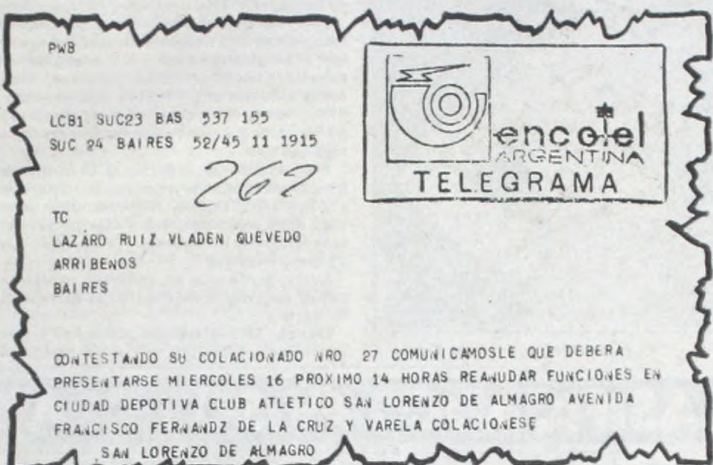 PWB
LCB1 SUC23 BAS 537 155
SUC 24 BAIRES 52/45 11 1915
262
encotel
ARGENTINA
TELEGRAMA
TC
LAZARO RUIZ VLADEN QUEVEDO
ARRIBENOS
BAIRES
CONTESTANDO SU COLACIONADO NRO 27 COMUNICAMOSLE QUE DEBERA
PRESENTARSE MIERCOLES 16 PROXIMO 14 HORAS REANUDAR FUNCIONES EN
CIUDAD DEPOTIVA CLUB ATLETICO SAN LORENZO DE ALMAGRO AVENIDA
FRANCISCO FERNANDZ DE LA CRUZ Y VARELA COLACIONESE
SAN LORENZO DE ALMAGRO